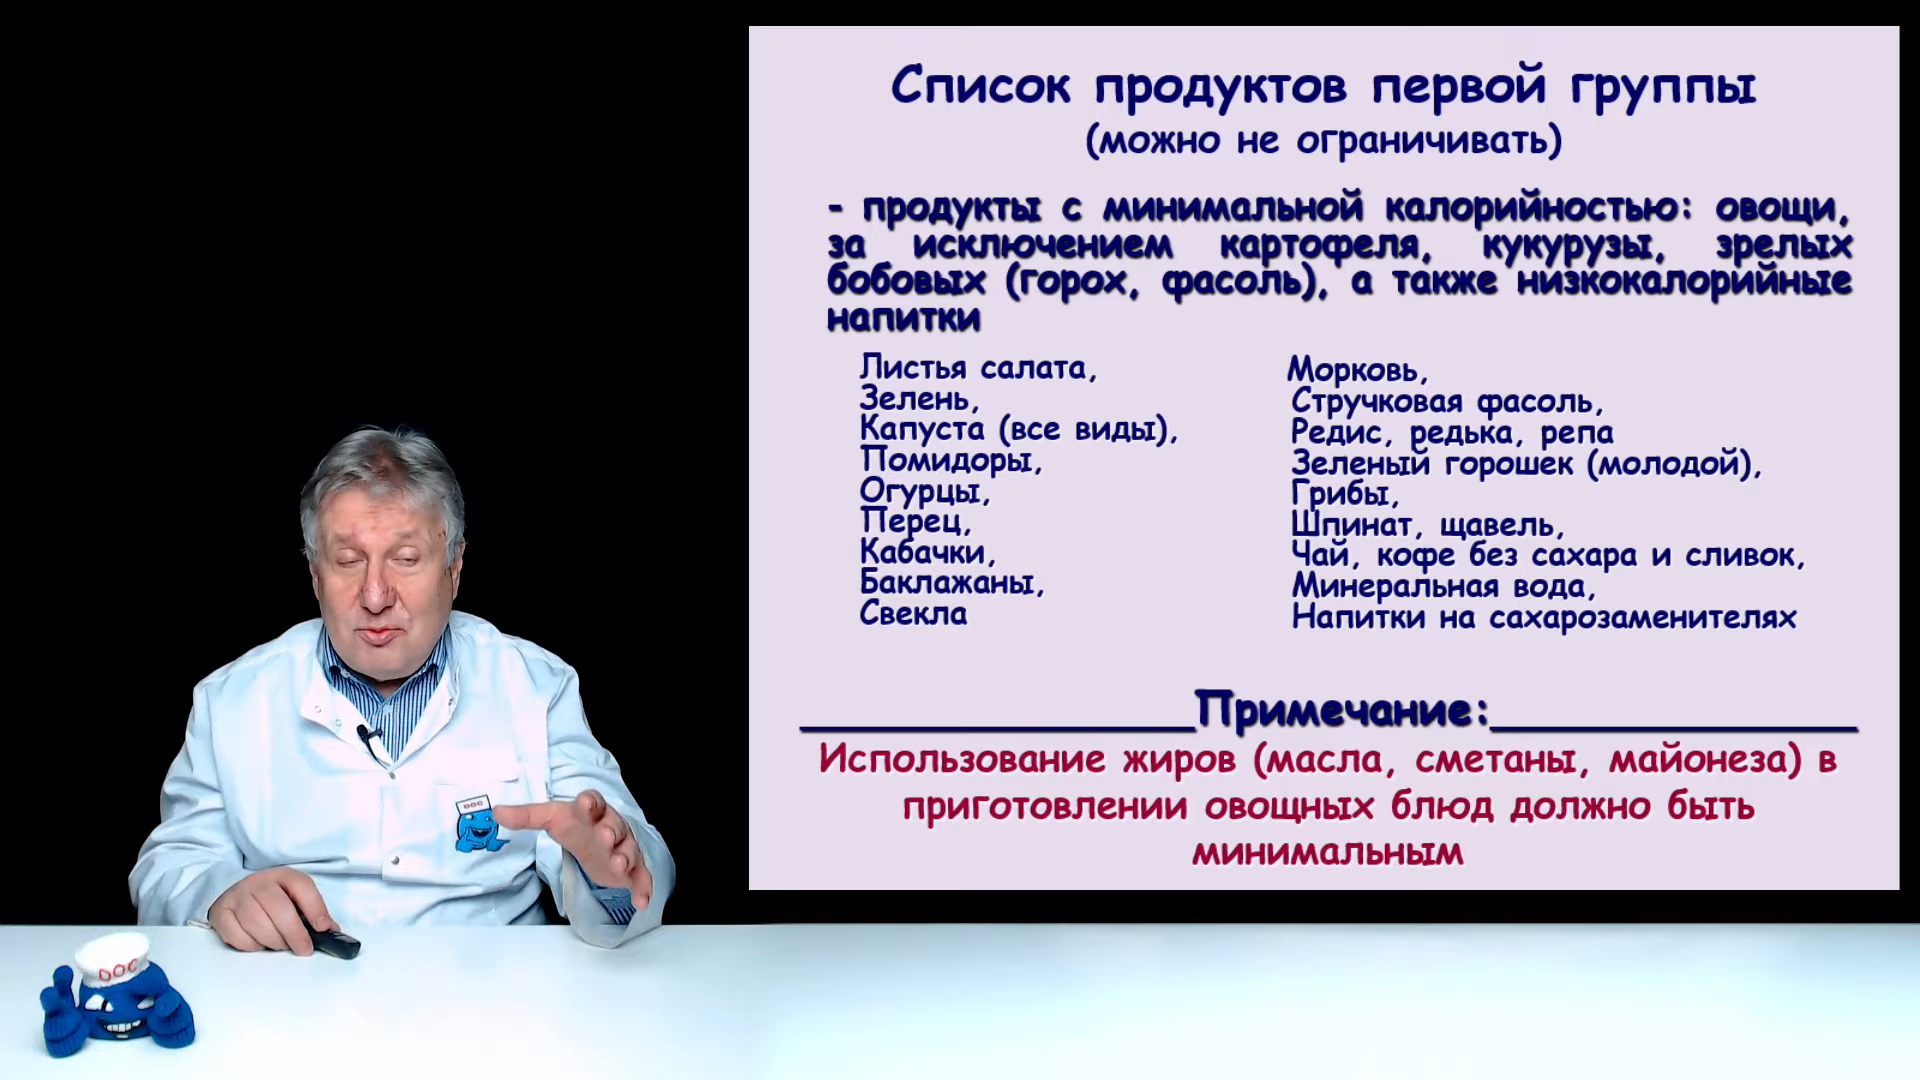 Список продуктов первой группы
(можно не ограничивать)
- продукты с минимальной калорийностью: овощи,
за исключением картофеля, кукурузы, зрелых
бобовых (горох, фасоль), а также низкокалорийные
напитки
Листья салата,
Зелень,
Капуста (все виды),
Помидоры,
Огурцы,
Перец,
Кабачки,
Баклажаны,
Свекла
Морковь,
Стручковая фасоль,
Редис, редька, репа
Зеленый горошек (молодой),
Грибы,
Шпинат, щавель,
Чай, кофе без сахара и сливок,
Минеральная вода,
Напитки на сахарозаменителях
Примечание:
Использование жиров (масла, сметаны, майонеза) в
приготовлении овощных блюд должно быть
минимальным
DOC
DOC